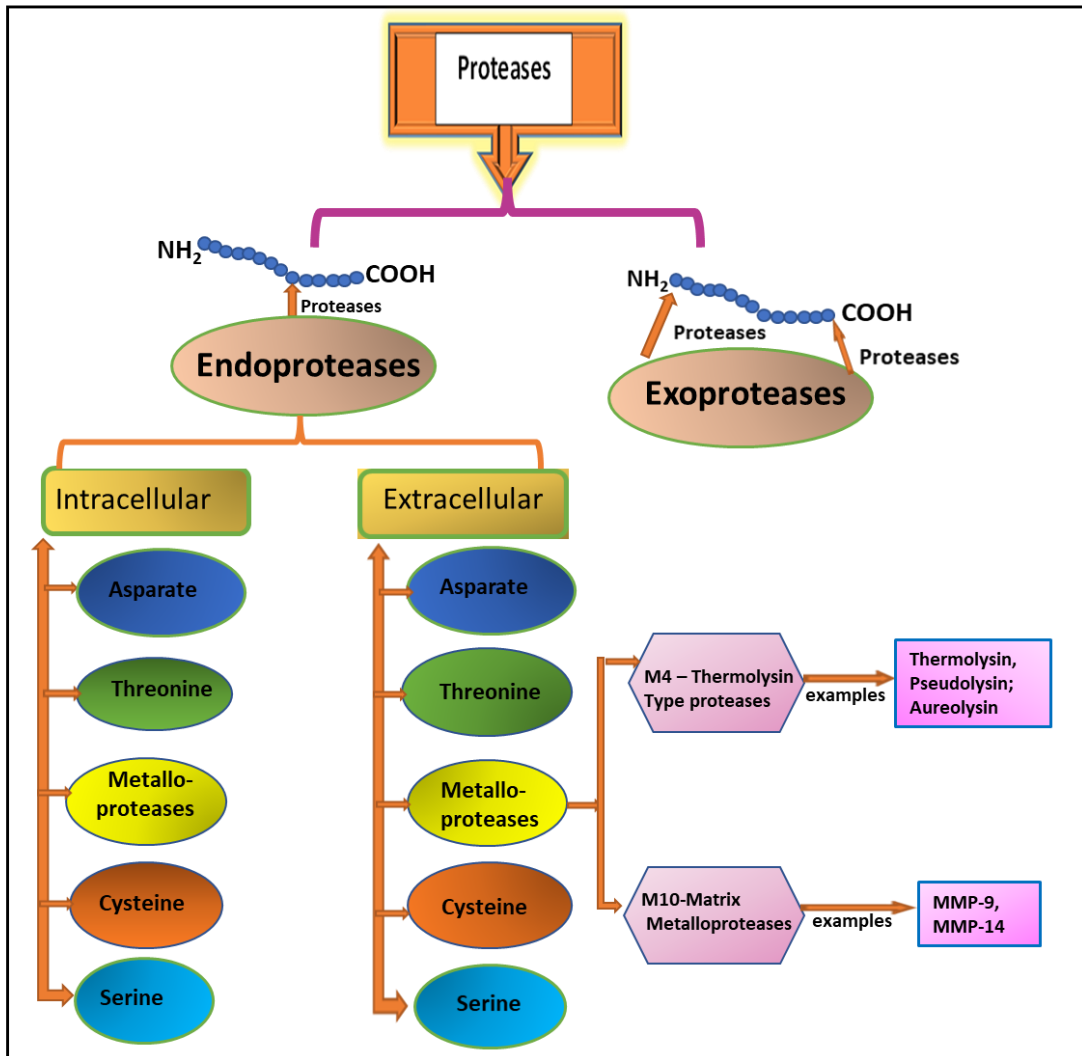 Proteases
NH2
COOH
Proteases
Endoproteases
NH2
COOH
Proteases
Proteases
Exoproteases
Intracellular
Asparate
Threonine
Metallo-
proteases
Cysteine
Serine
Extracellular
Asparate
Threonine
Metallo-
proteases
Cysteine
Serine
M4 – Thermolysin
Type proteases
examples
Thermolysin,
Pseudolysin;
Aureolysin
M10-Matrix
Metalloproteases
examples
MMP-9,
MMP-14